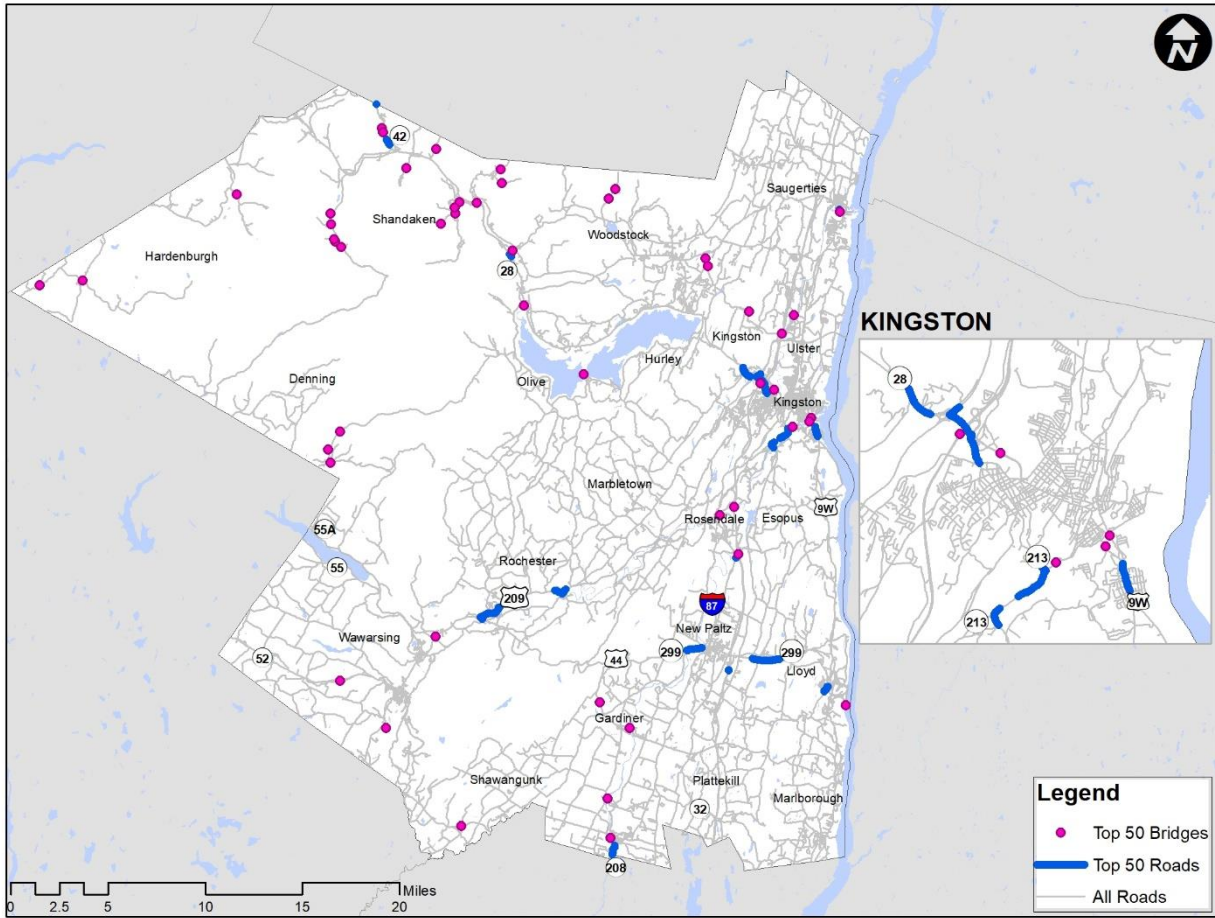 N
42
Saugerties
Shandaken
Woodstock
Hardenburgh
28
KINGSTON
Kingston
Ulster
Hurley
Denning
Olive
Kingston
28
Marbletown
Rosendale
Esopus
9W
55A
Rochester
55
209
87
213
213
9W
Wawarsing
New Paltz
299
299
52
44
Lloyd
Gardiner
Shawangunk
Plattekill
32
Marlborough
208
Legend
Top 50 Bridges
Top 50 Roads
All Roads
Miles
0 2.5 5 10 15 20